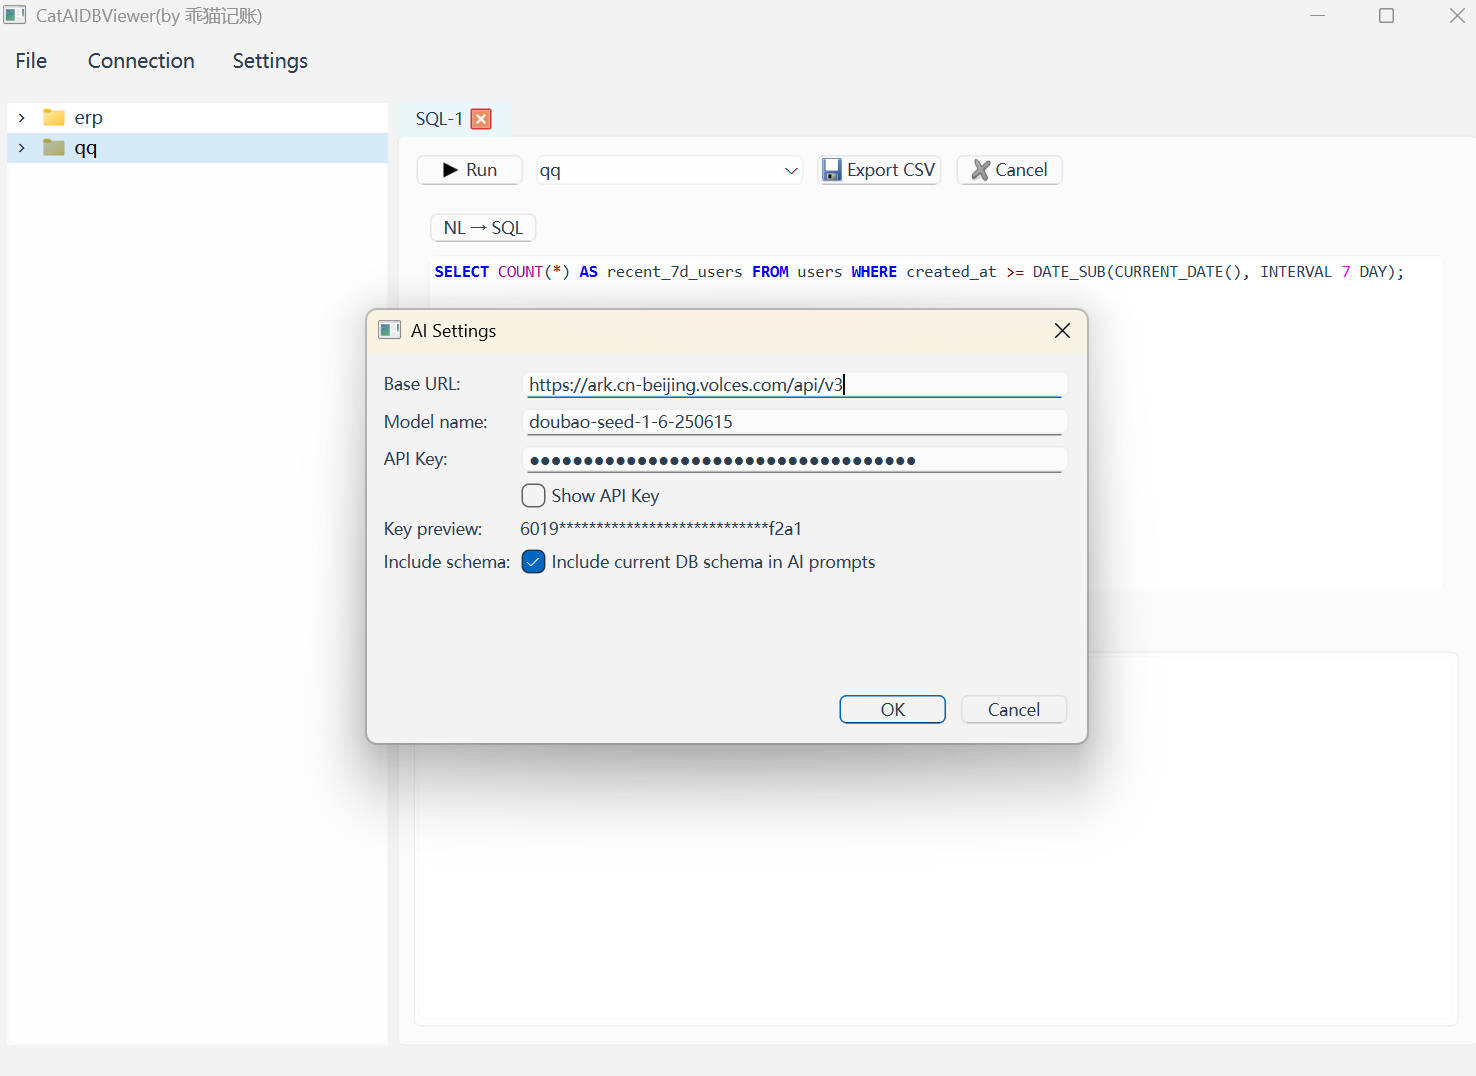 CatAIDBViewer(by 乖猫记账)
File Connection Settings
erp
qq
SQL-1
Run qq Export CSV Cancel
NL → SQL
SELECT COUNT(*) AS recent_7d_users FROM users WHERE created_at >= DATE_SUB(CURRENT_DATE(), INTERVAL 7 DAY);
AI Settings
Base URL: https://ark.cn-beijing.volces.com/api/v3
Model name: doubao-seed-1-6-250615
API Key: ●●●●●●●●●●●●●●●●●●●●●●●●●●●●●●●●●●●●
Show API Key
Key preview: 6019****************************f2a1
Include schema: Include current DB schema in AI prompts
OK Cancel